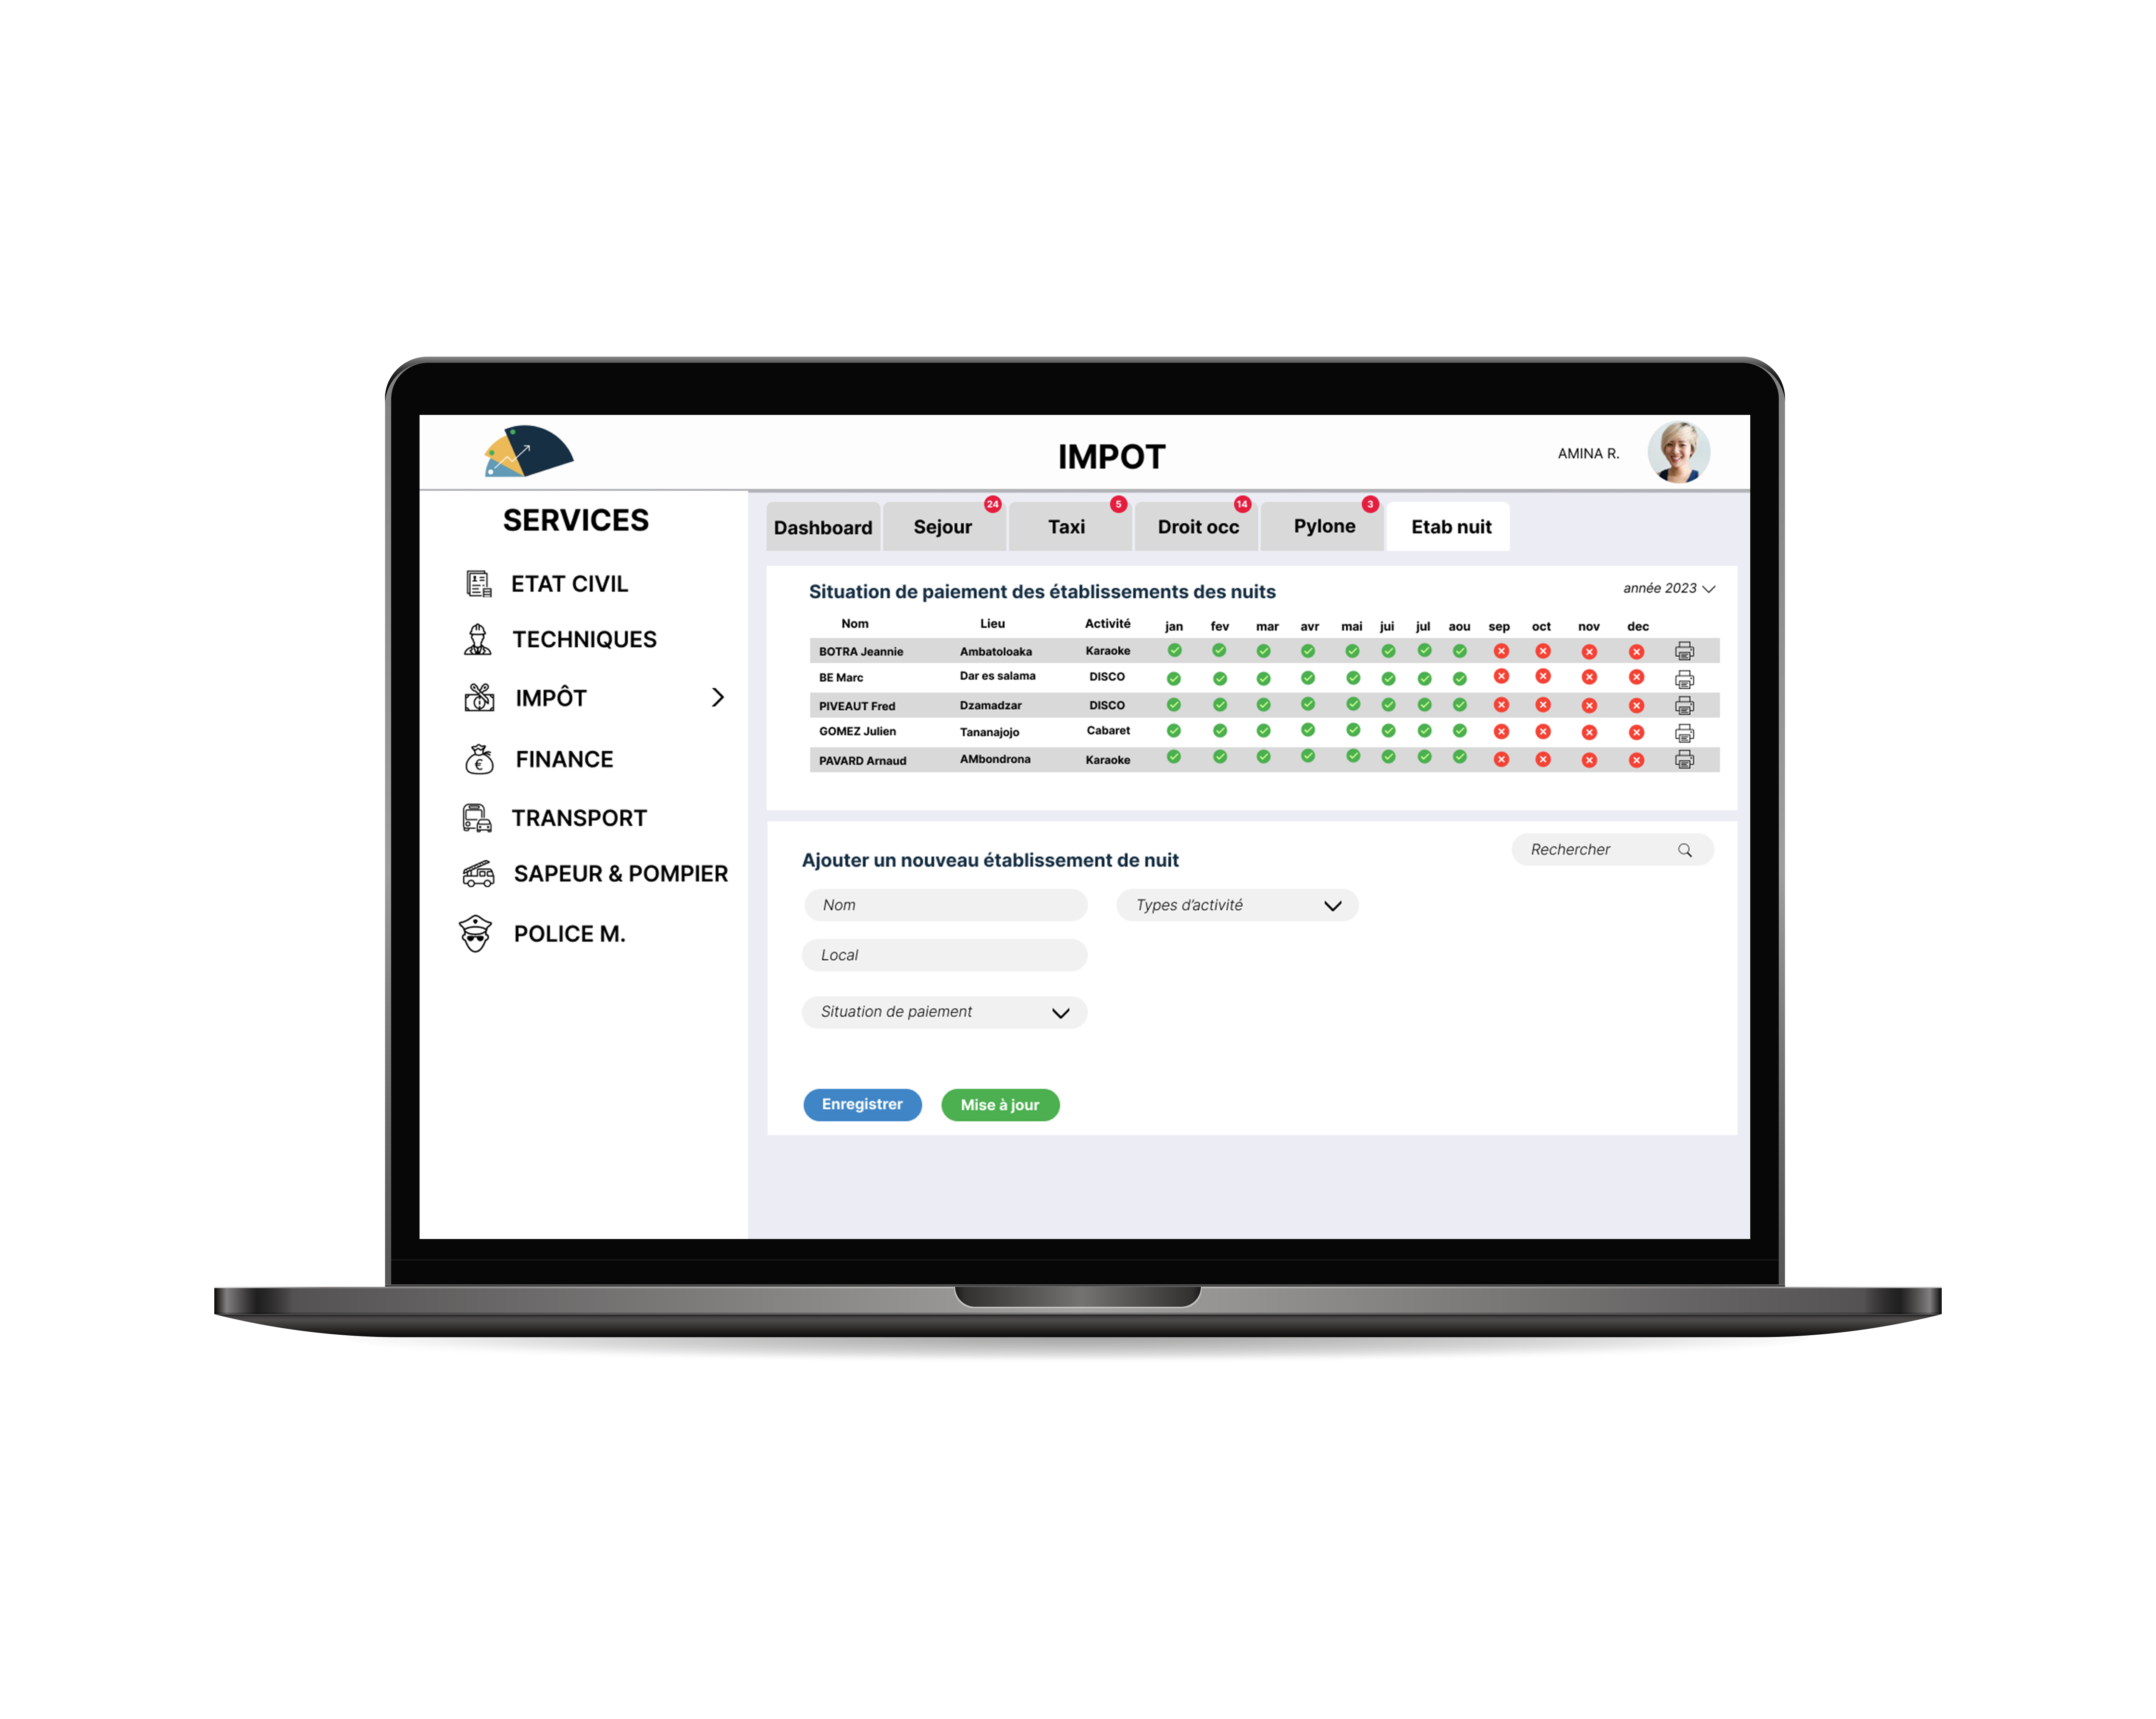 IMPOT
AMINA R.
SERVICES
ETAT CIVIL
TECHNIQUES
IMPÔT
FINANCE
€
TRANSPORT
SAPEUR & POMPIER
POLICE M.
Dashboard
Sejour 24
Taxi 5
Droit occ 14
Pylone 3
Etab nuit
Situation de paiement des établissements des nuits
année 2023
Nom Lieu Activité jan fev mar avr mai jui jul aou sep oct nov dec
BOTRA Jeannie Ambatoloaka Karaoke
BE Marc Dar es salama DISCO
PIVEAUT Fred Dzamadzar DISCO
GOMEZ Julien Tananajojo Cabaret
PAVARD Arnaud AMbondrona Karaoke
Rechercher
Ajouter un nouveau établissement de nuit
Nom
Types d'activité
Local
Situation de paiement
Enregistrer
Mise à jour